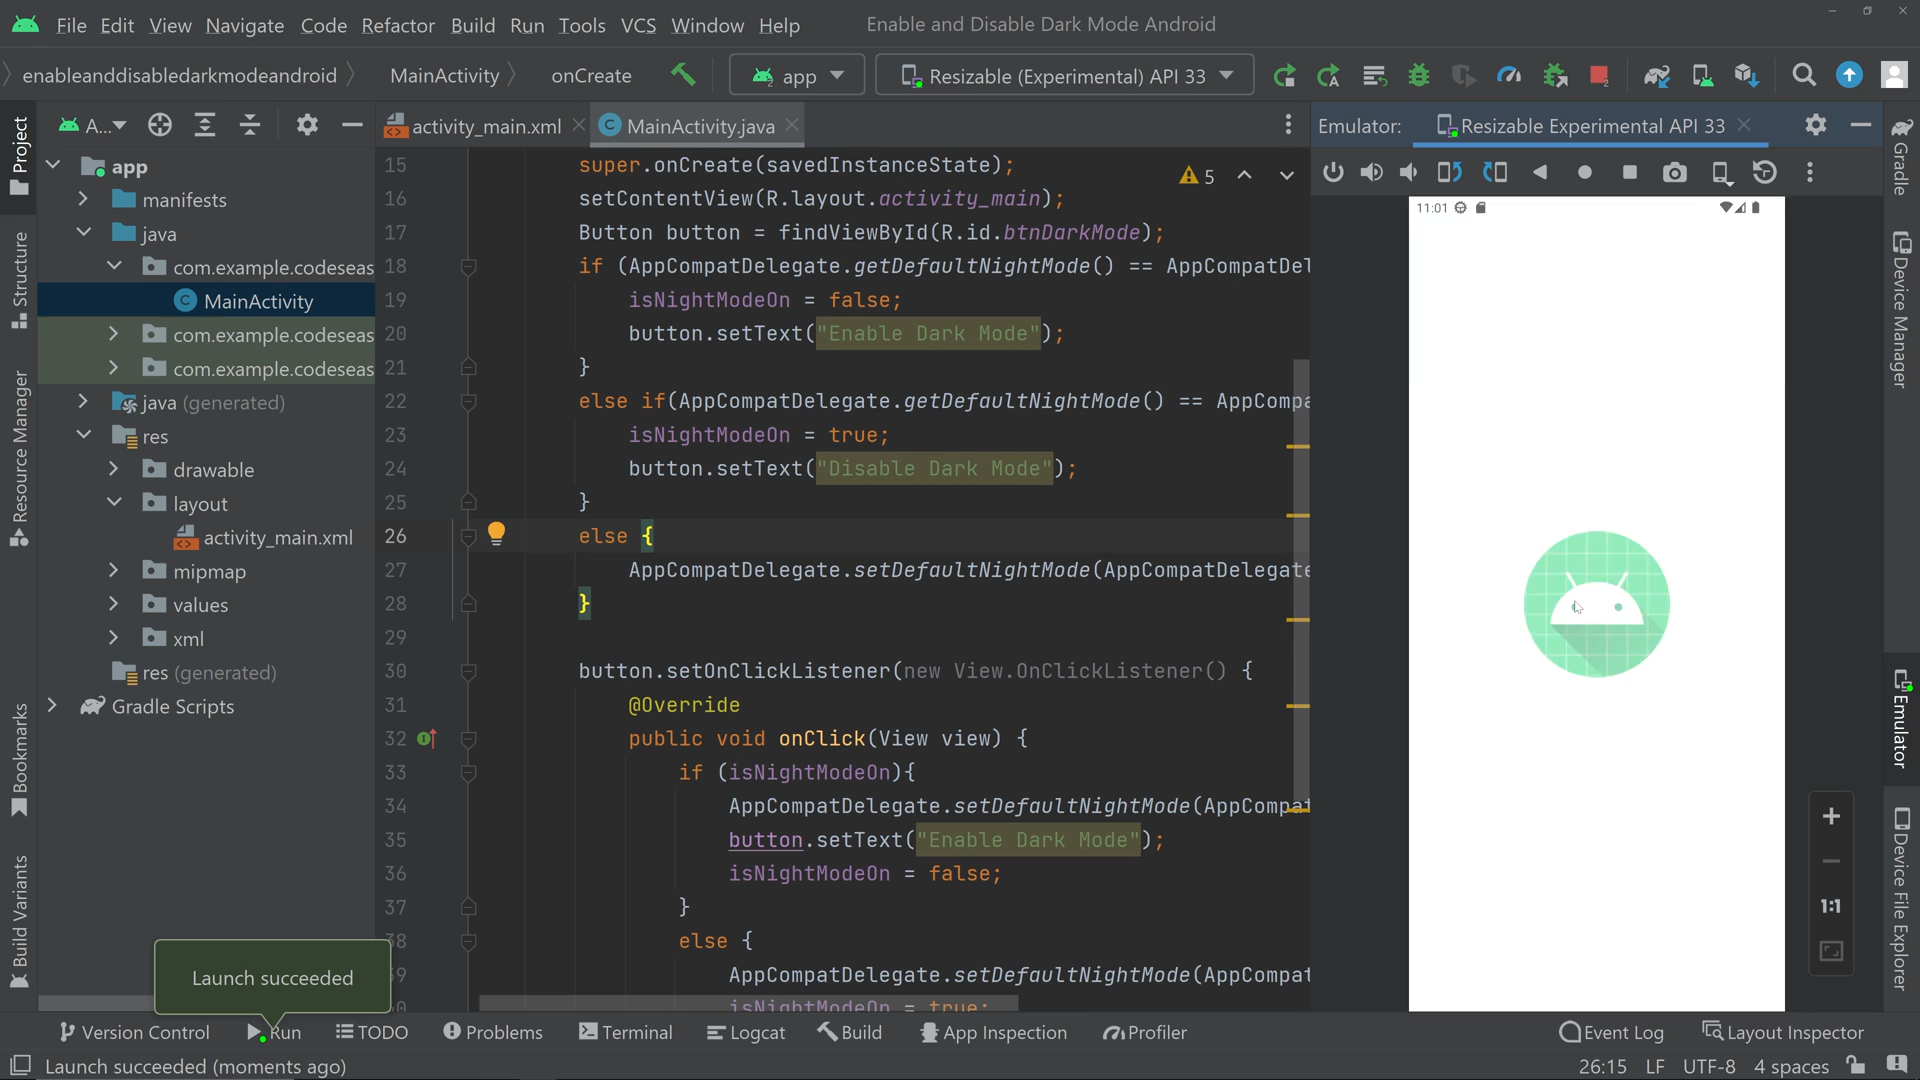 File Edit View Navigate Code Refactor Build Run Tools VCS Window Help Enable and Disable Dark Mode Android
enableanddisabledarkmodeandroid MainActivity onCreate app Resizable (Experimental) API 33
A... activity_main.xml MainActivity.java Emulator: Resizable Experimental API 33
Project
Structure
Resource Manager
Bookmarks
Build Variants
app
manifests
java
com.example.codeseas
MainActivity
com.example.codeseas
com.example.codeseas
java (generated)
res
drawable
layout
activity_main.xml
mipmap
values
xml
res (generated)
Gradle Scripts
5
15 super.onCreate(savedInstanceState);
16 setContentView(R.layout.activity_main);
17 Button button = findViewById(R.id.btnDarkMode);
18 if (AppCompatDelegate.getDefaultNightMode() == AppCompatDel
19 isNightModeOn = false;
20 button.setText("Enable Dark Mode");
21 }
22 else if(AppCompatDelegate.getDefaultNightMode() == AppCompa
23 isNightModeOn = true;
24 button.setText("Disable Dark Mode");
25 }
26 else {
27 AppCompatDelegate.setDefaultNightMode(AppCompatDelegate
28 }
29
30 button.setOnClickListener(new View.OnClickListener() {
31 @Override
32 public void onClick(View view) {
33 if (isNightModeOn){
34 AppCompatDelegate.setDefaultNightMode(AppCompat
35 button.setText("Enable Dark Mode");
36 isNightModeOn = false;
37 }
38 else {
39 AppCompatDelegate.setDefaultNightMode(AppCompat
isNightModeOn = true;
11:01
1:1
Gradle
Device Manager
Emulator
Device File Explorer
Launch succeeded
Version Control Run TODO Problems Terminal Logcat Build App Inspection Profiler Event Log Layout Inspector
Launch succeeded (moments ago) 26:15 LF UTF-8 4 spaces